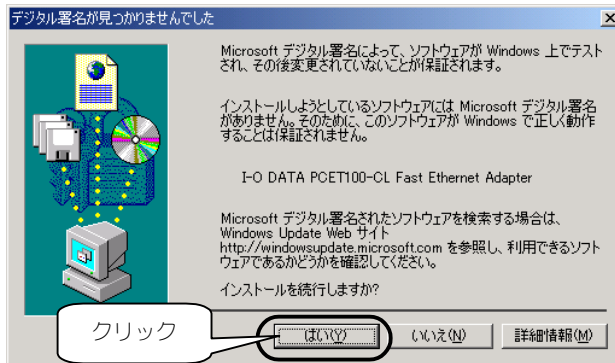 デジタル署名が見つかりませんでした
Microsoft デジタル署名によって、ソフトウェアが Windows 上でテスト
され、その後変更されていないことが保証されます。
インストールしようとしているソフトウェアには Microsoft デジタル署名
がありません。そのために、このソフトウェアが Windows で正しく動作
することは保証されません。
I-O DATA PCET100-CL Fast Ethernet Adapter
Microsoft デジタル署名されたソフトウェアを検索する場合は、
Windows Update Web サイト
http://windowsupdate.microsoft.com を参照し、利用できるソフト
ウェアであるかどうかを確認してください。
インストールを続行しますか?
クリック
はい(Y) いいえ(N) 詳細情報(M)